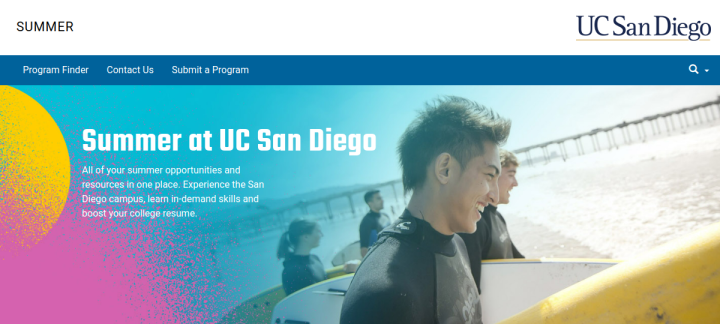 SUMMER
UC San Diego
Program Finder Contact Us Submit a Program
Summer at UC San Diego
All of your summer opportunities and
resources in one place. Experience the San
Diego campus, learn in-demand skills and
boost your college resume.